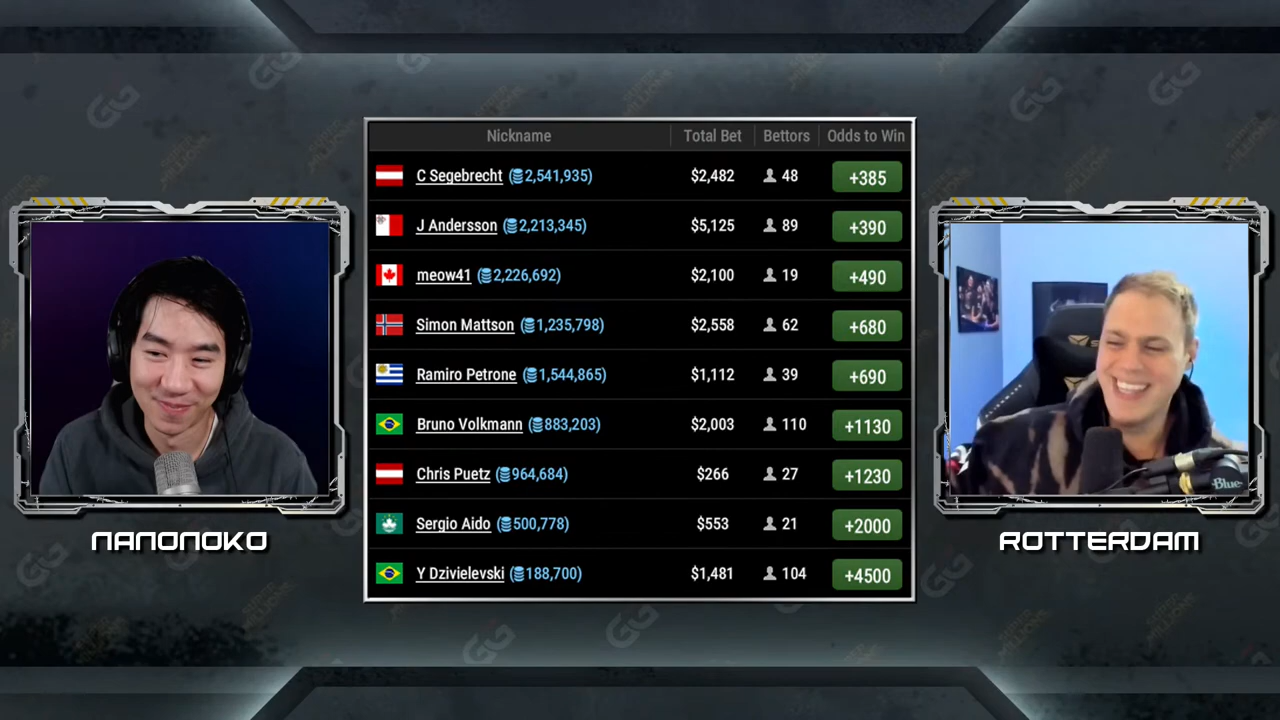 Nickname Total Bet Bettors Odds to Win
C Segebrecht (2,541,935) $2,482 48 +385
J Andersson (2,213,345) $5,125 89 +390
meow41 (2,226,692) $2,100 19 +490
Simon Mattson (1,235,798) $2,558 62 +680
Ramiro Petrone (1,544,865) $1,112 39 +690
Bruno Volkmann (883,203) $2,003 110 +1130
Chris Puetz (964,684) $266 27 +1230
Sergio Aido (500,778) $553 21 +2000
Y Dzivielevski (188,700) $1,481 104 +4500
Blue
NANONOKO
ROTTERDAM